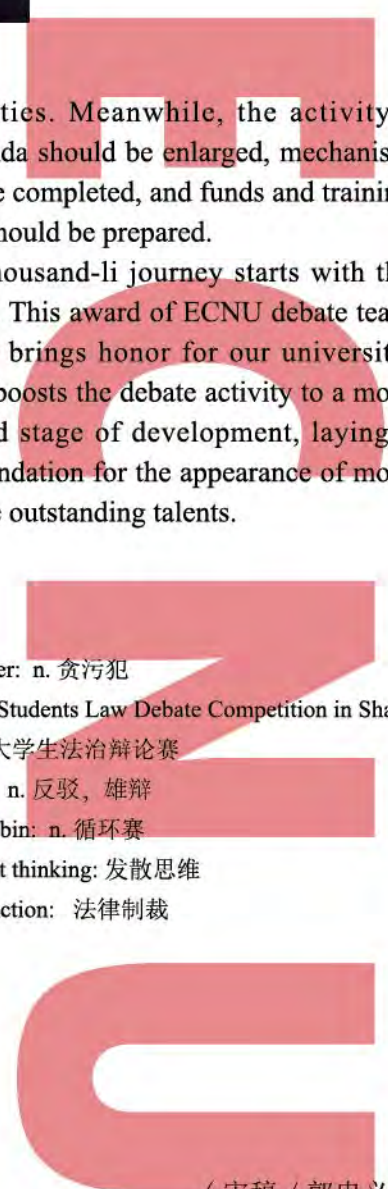 ties. Meanwhile, the activity
nda should be enlarged, mechanis
e completed, and funds and trainin
hould be prepared.
housand-li journey starts with th
This award of ECNU debate tea
brings honor for our universit
boosts the debate activity to a mo
d stage of development, laying
ndation for the appearance of mo
e outstanding talents.
er: n. 贪污犯
Students Law Debate Competition in Sha
大学生法治辩论赛
n. 反驳，雄辩
bin: n. 循环赛
t thinking: 发散思维
ction: 法律制裁
E
C
N
U